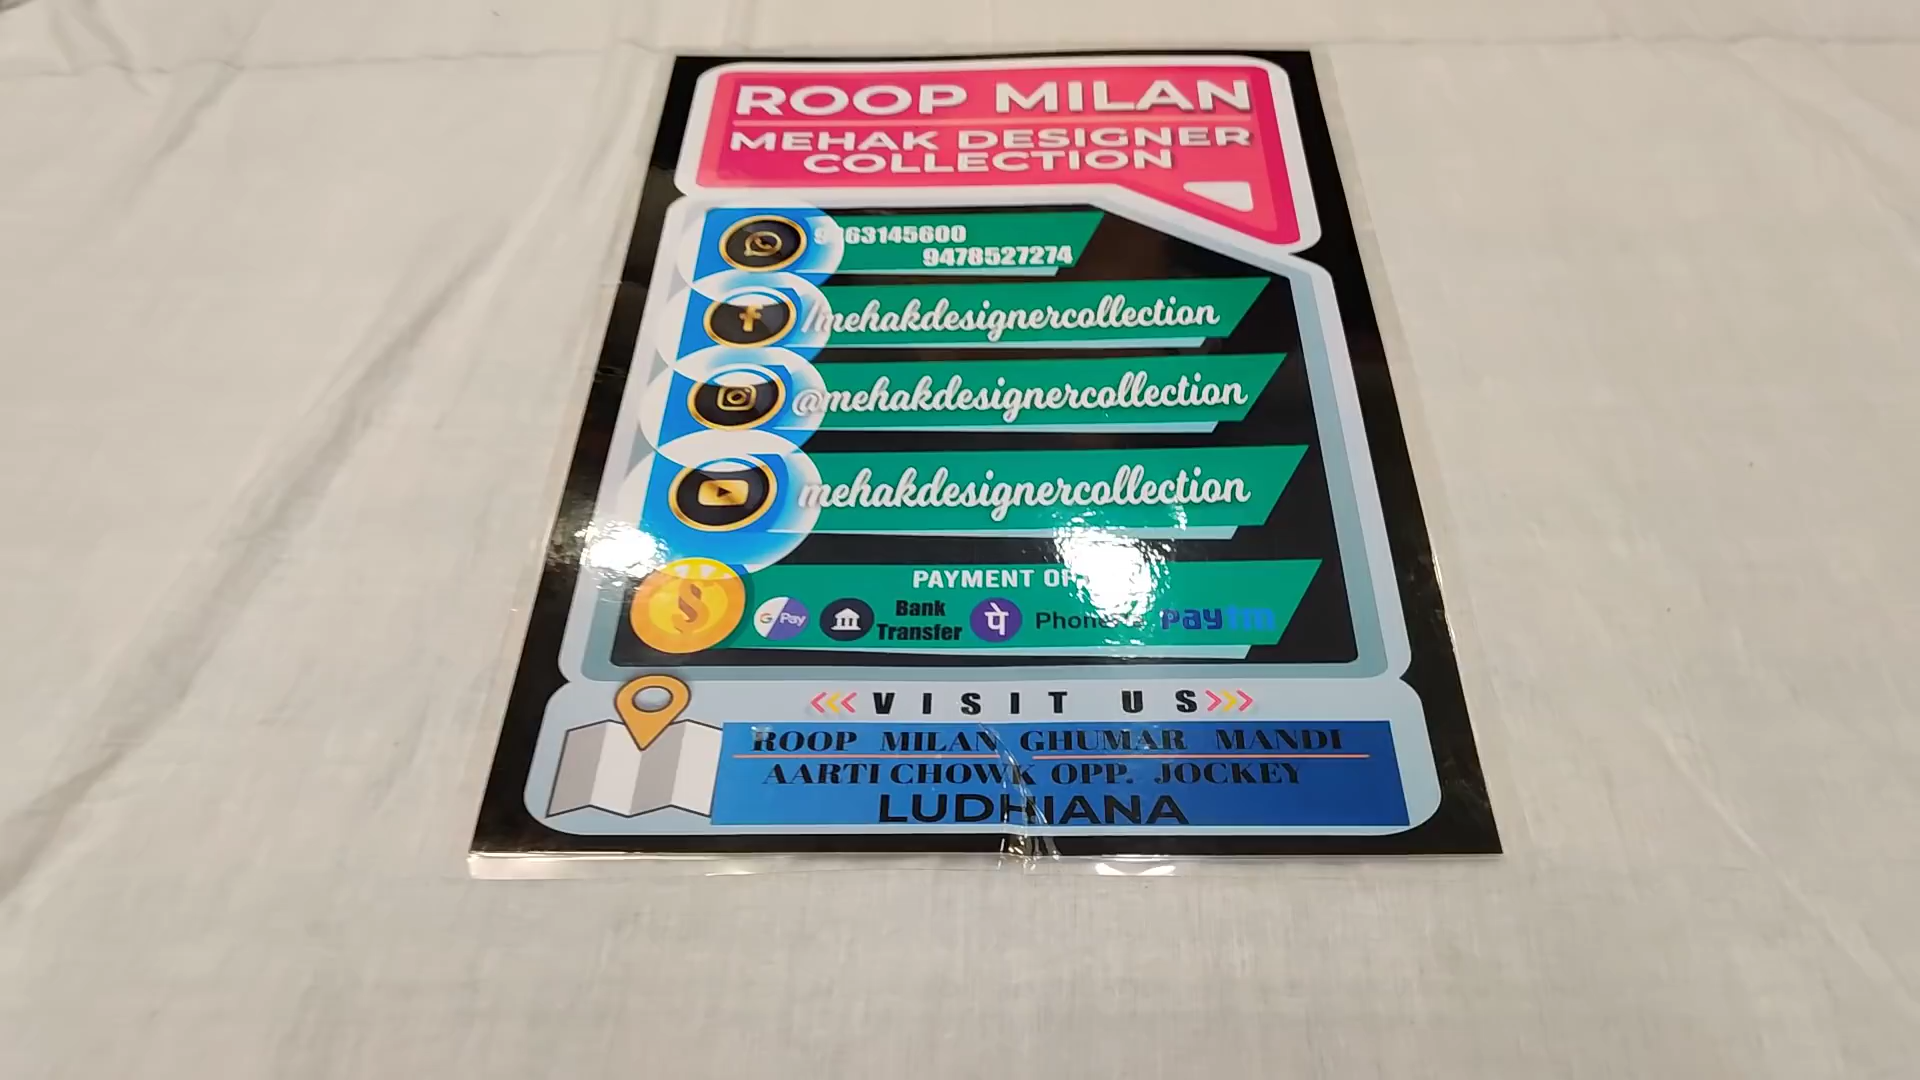 ROOP MILAN
MEHAK DESIGNER
COLLECTION
9478527274
/mehakdesignercollection
@mehakdesignercollection
mehakdesignercollection
PAYMENT
G Pay
Bank
Transfer
पे
paytm
<<< VISIT US >>>
ROOP MILAN GHUMAR MANDI
AARTI CHOWK OPP. JOCKEY
LUDHIANA